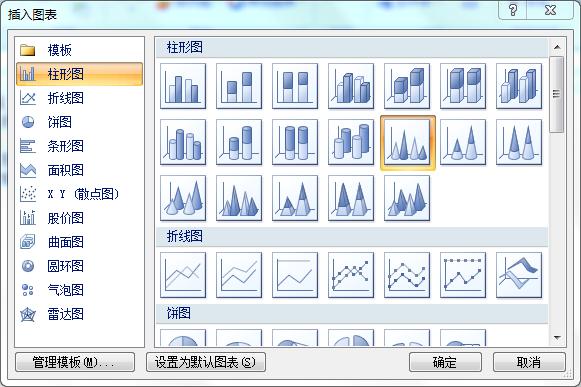 插入图表
模板
柱形图
折线图
饼图
条形图
面积图
X Y (散点图)
股价图
曲面图
圆环图
气泡图
雷达图
柱形图
折线图
饼图
管理模板(M)...
设置为默认图表(S)
确定
取消